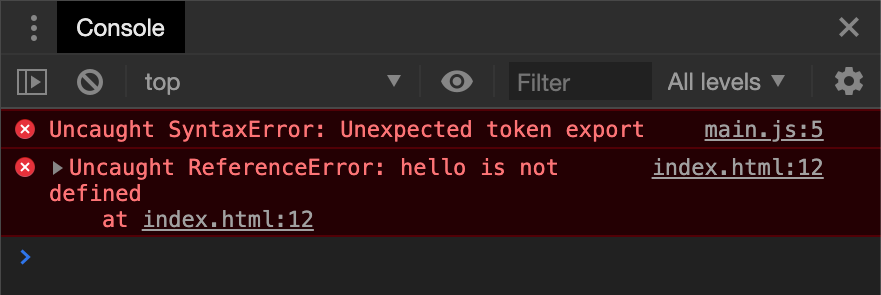 Console
top Filter All levels
Uncaught SyntaxError: Unexpected token export main.js:5
Uncaught ReferenceError: hello is not index.html:12
defined
at index.html:12